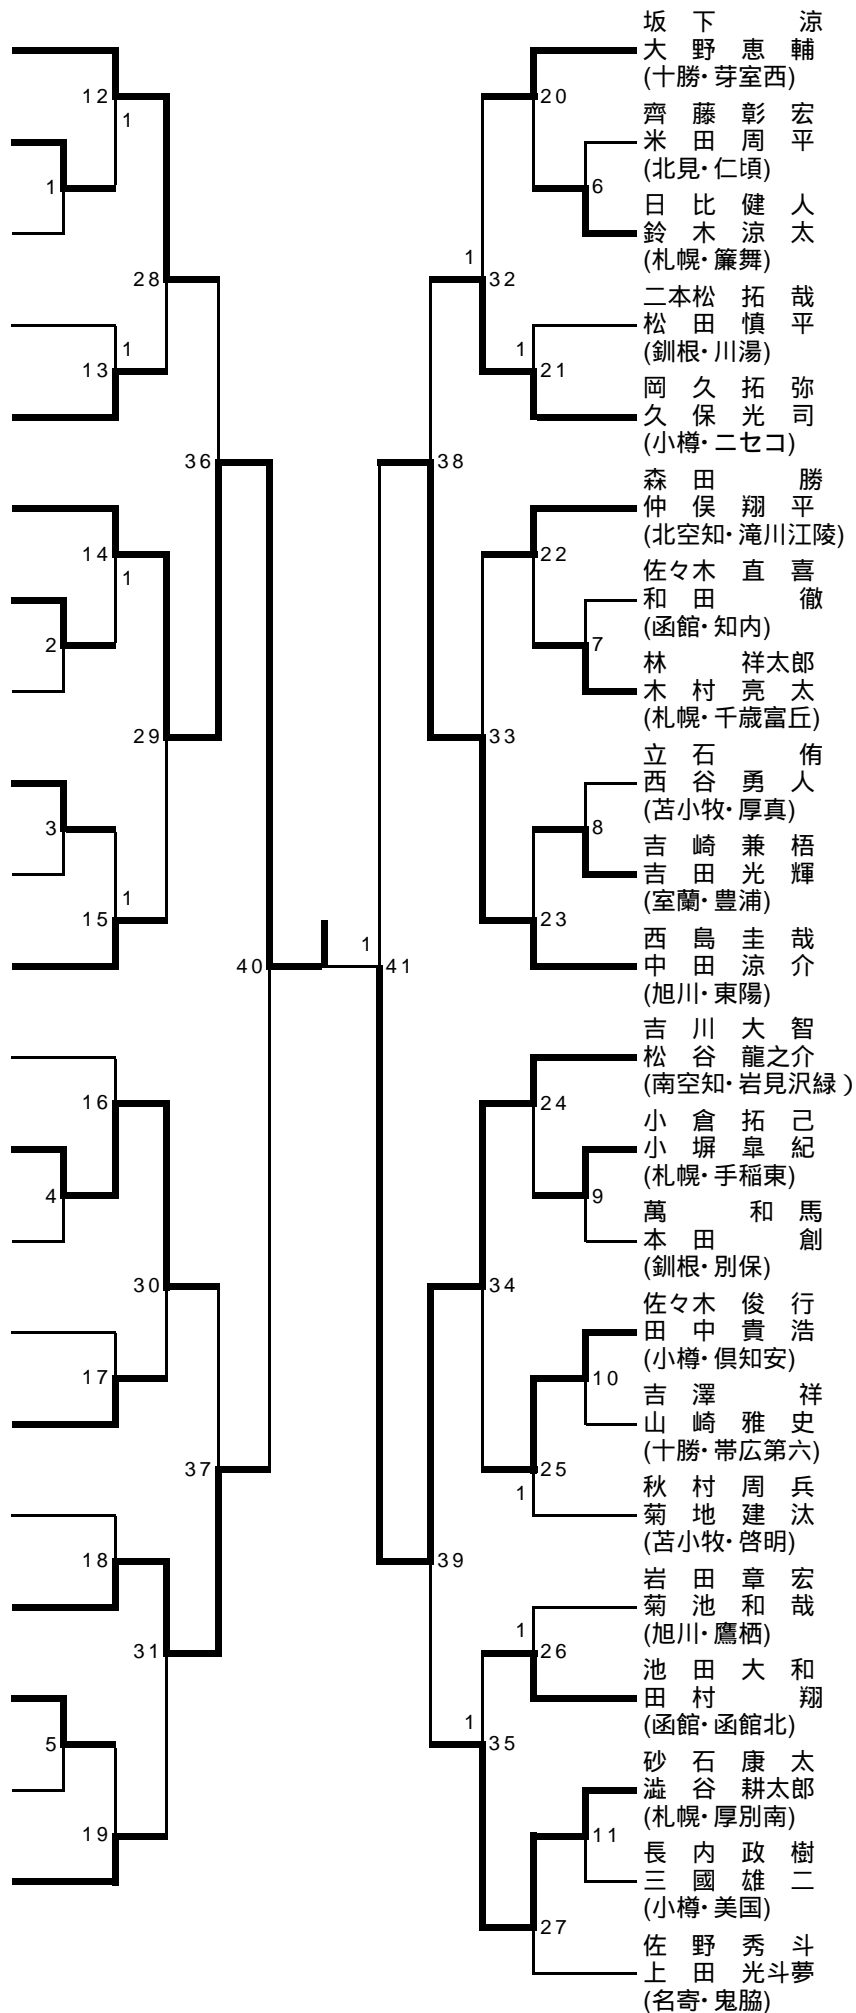 坂下 涼
大野恵輔
(十勝・芽室西)
12
20
1
齊藤彰宏
米田周平
(北見・仁頃)
1
6
日比健人
鈴木涼太
(札幌・簾舞)
1
28
32
二本松 拓哉
松田慎平
(釧根・川湯)
1
1
13
21
岡久拓弥
久保光司
(小樽・ニセコ)
36
38
森田 勝
仲俣翔平
(北空知・滝川江陵)
14
22
1
佐々木 直喜
和田 徹
(函館・知内)
2
7
林 祥太郎
木村亮太
(札幌・千歳富丘)
29
33
立石 侑
西谷勇人
(苫小牧・厚真)
3
8
吉崎兼梧
吉田光輝
(室蘭・豊浦)
1
15
23
西島圭哉
中田涼介
(旭川・東陽)
1
40
41
吉川大智
松谷 龍之介
(南空知・岩見沢緑)
16
24
小倉拓己
小塀皐紀
(札幌・手稲東)
4
9
萬 和馬
本田 創
(釧根・別保)
30
34
佐々木 俊行
田中貴浩
(小樽・倶知安)
17
10
吉澤 祥
山崎雅史
(十勝・帯広第六)
37
25
1
秋村周兵
菊地建汰
(苫小牧・啓明)
18
39
岩田章宏
菊池和哉
(旭川・鷹栖)
1
31
26
池田大和
田村 翔
(函館・函館北)
1
5
35
砂石康太
澁谷 耕太郎
(札幌・厚別南)
19
11
長内政樹
三國雄二
(小樽・美国)
27
佐野秀斗
上田 光斗夢
(名寄・鬼脇)